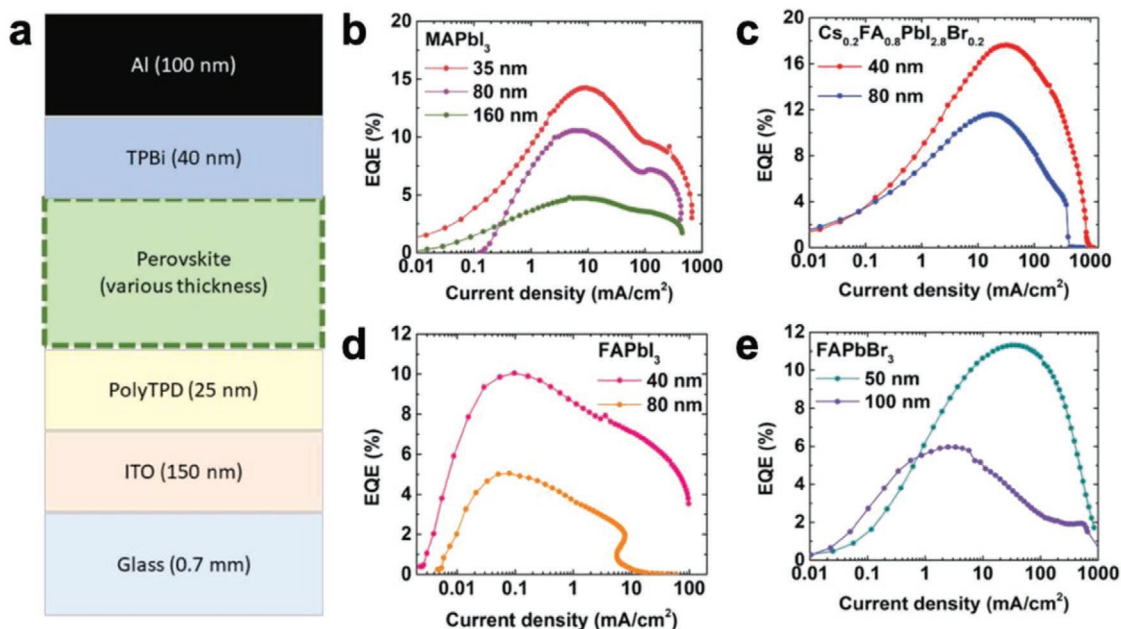 a
Al (100 nm)
TPBi (40 nm)
Perovskite
(various thickness)
PolyTPD (25 nm)
ITO (150 nm)
Glass (0.7 mm)
b
MAPbI₃
35 nm
80 nm
160 nm
EQE (%)
20
15
10
5
0
0.01 0.1 1 10 100 1000
Current density (mA/cm²)
c
Cs₀.₂FA₀.₈PbI₂.₈Br₀.₂
40 nm
80 nm
EQE (%)
20
16
12
8
4
0
0.01 0.1 1 10 100 1000
Current density (mA/cm²)
d
FAPbI₃
40 nm
80 nm
EQE (%)
12
10
8
6
4
2
0
0.01 0.1 1 10 100
Current density (mA/cm²)
e
FAPbBr₃
50 nm
100 nm
EQE (%)
12
10
8
6
4
2
0
0.01 0.1 1 10 100 1000
Current density (mA/cm²)